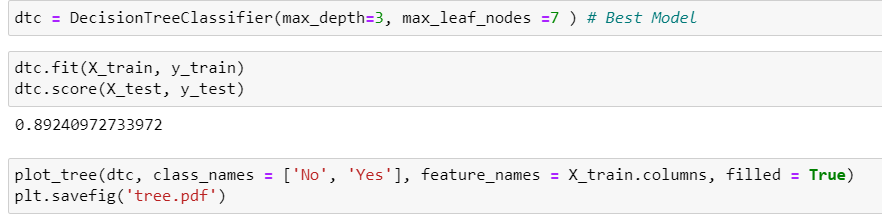 dtc = DecisionTreeClassifier(max_depth=3, max_leaf_nodes =7 ) # Best Model
dtc.fit(X_train, y_train)
dtc.score(X_test, y_test)
0.89240972733972
plot_tree(dtc, class_names = ['No', 'Yes'], feature_names = X_train.columns, filled = True)
plt.savefig('tree.pdf')